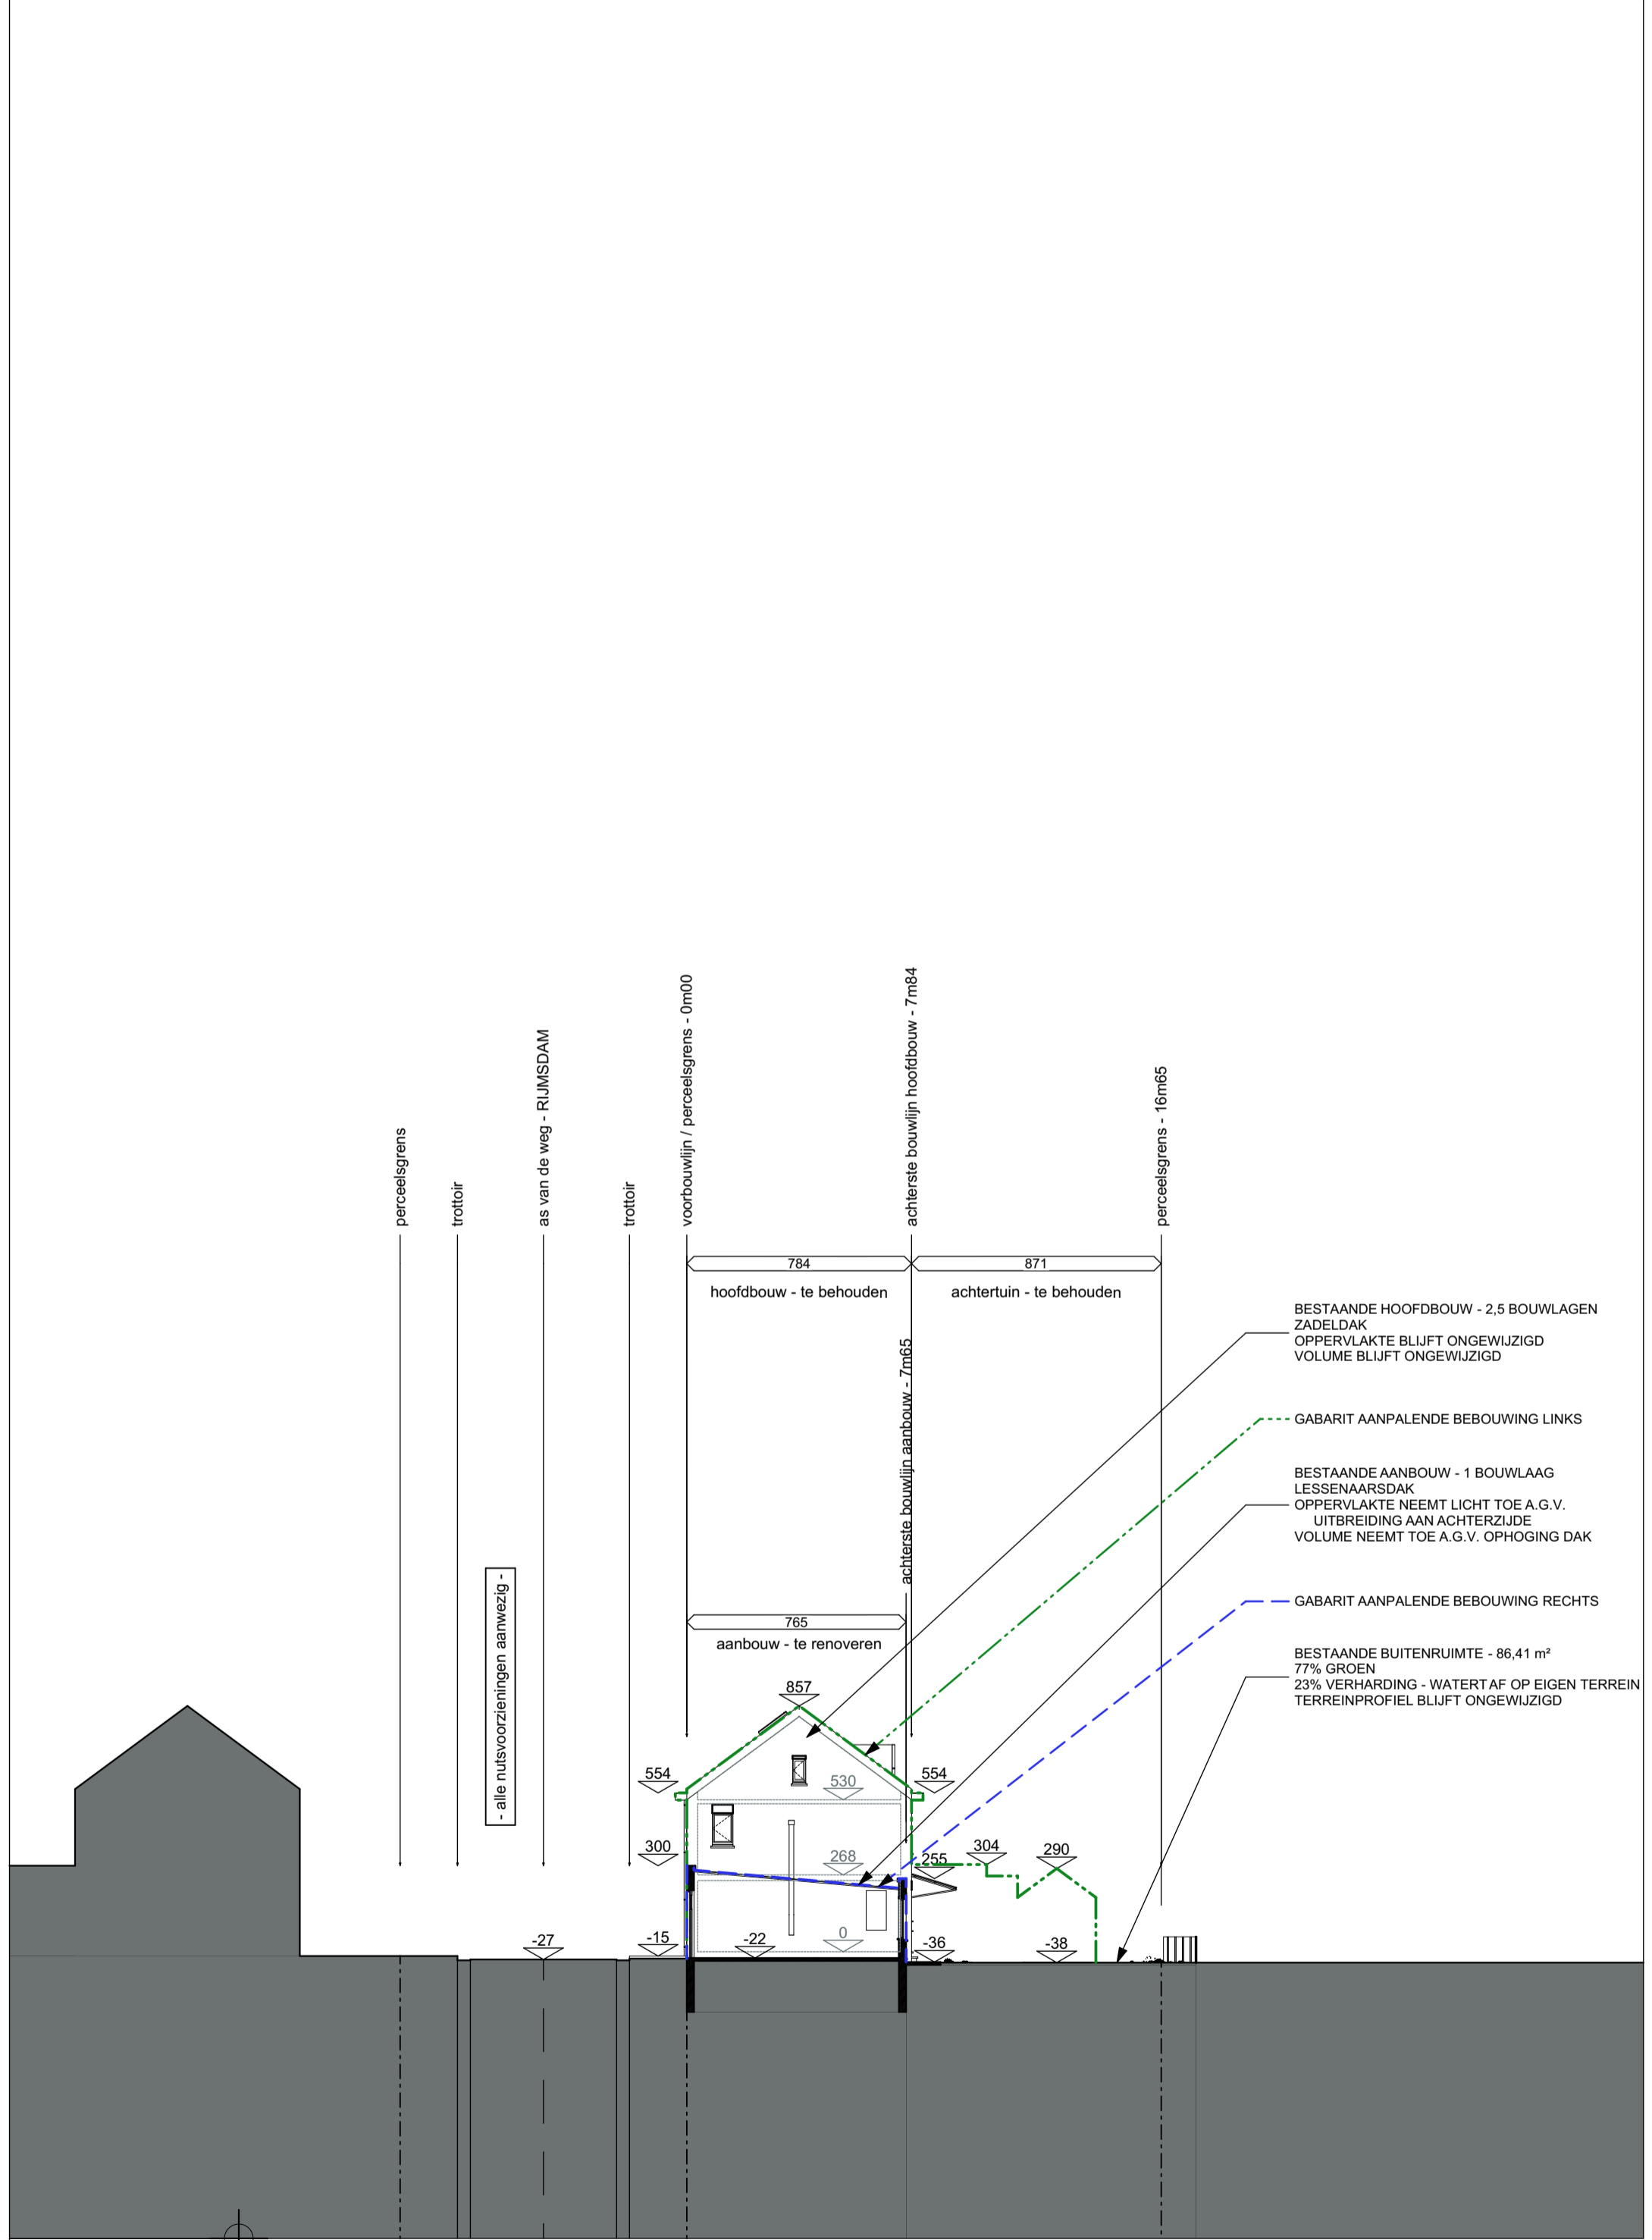 perceelsgrens
trottoir
as van de weg - RIJMSDAM
trottoir
voorbouwlijn / perceelsgrens - 0m00
achterste bouwlijn hoofdbouw - 7m84
perceelsgrens - 16m65
784
871
hoofdbouw - te behouden
achtertuin - te behouden
achterste bouwlijn aanbouw - 7m65
- alle nutsvoorzieningen aanwezig -
765
aanbouw - te renoveren
BESTAANDE HOOFDBOUW - 2,5 BOUWLAGEN
ZADELDAK
OPPERVLAKTE BLIJFT ONGEWIJZIGD
VOLUME BLIJFT ONGEWIJZIGD
GABARIT AANPALENDE BEBOUWING LINKS
BESTAANDE AANBOUW - 1 BOUWLAAG
LESSENAARSDAK
OPPERVLAKTE NEEMT LICHT TOE A.G.V.
UITBREIDING AAN ACHTERZIJDE
VOLUME NEEMT TOE A.G.V. OPHOGING DAK
GABARIT AANPALENDE BEBOUWING RECHTS
BESTAANDE BUITENRUIMTE - 86,41 m²
77% GROEN
23% VERHARDING - WATERT AF OP EIGEN TERREIN
TERREINPROFIEL BLIJFT ONGEWIJZIGD
857
554
530
554
300
268
255
304
290
-27
-15
-22
0
-36
-38